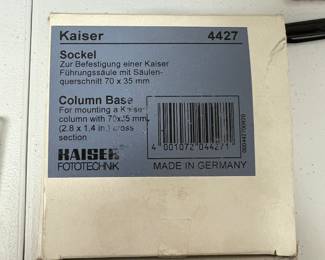 Kaiser 4427
Sockel
Zur Befestigung einer Kaiser
Führungssäule mit Säulen-
querschnitt 70 x 35 mm
Column Base
For mounting a Kaiser
column with 70x35 mm
(2.8 x 1.4 in.) cross
section
KAISER
FOTOTECHNIK
4 001072 044271
MADE IN GERMANY